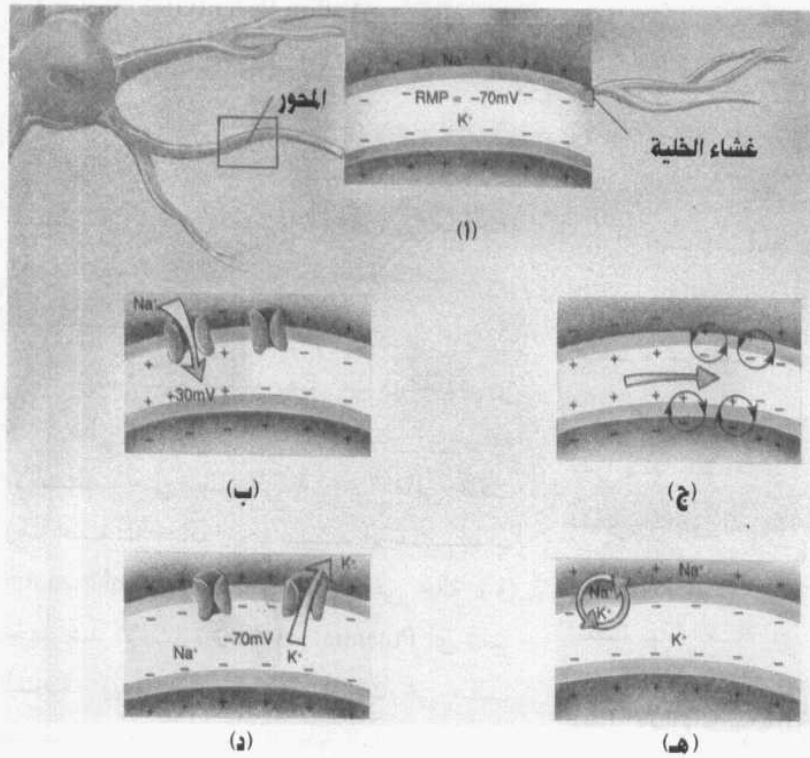 Na⁺
المحور
RMP = -70mV
K⁺
غشاء الخلية
(أ)
Na⁺
+30mV
(ب)
(ج)
K⁺
Na⁺
-70mV
K⁺
(د)
Na⁺
Na⁺
K⁺
K⁺
(هـ)